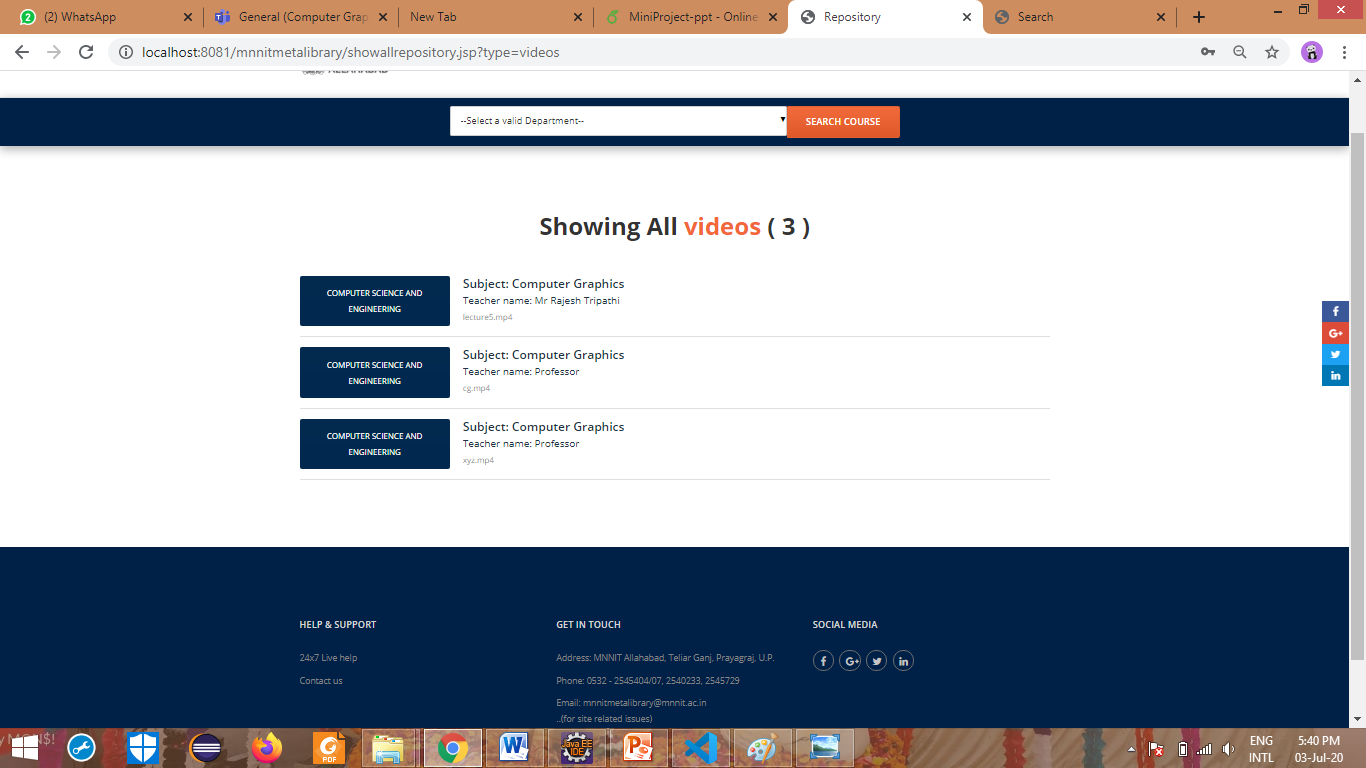 (2) WhatsApp
General (Computer Grap
New Tab
MiniProject-ppt - Online
Repository
Search
localhost:8081/mnnitmetalibrary/showallrepository.jsp?type=videos
--Select a valid Department--
SEARCH COURSE
Showing All videos ( 3 )
COMPUTER SCIENCE AND
ENGINEERING
Subject: Computer Graphics
Teacher name: Mr Rajesh Tripathi
lecture5.mp4
COMPUTER SCIENCE AND
ENGINEERING
Subject: Computer Graphics
Teacher name: Professor
cg.mp4
COMPUTER SCIENCE AND
ENGINEERING
Subject: Computer Graphics
Teacher name: Professor
xyz.mp4
HELP & SUPPORT
24x7 Live help
Contact us
GET IN TOUCH
Address: MNNIT Allahabad, Teliar Ganj, Prayagraj, U.P.
Phone: 0532 - 2545404/07, 2540233, 2545729
Email: mnnitmetalibrary@mnnit.ac.in
..(for site related issues)
SOCIAL MEDIA
PDF
Java EE
IDE
ENG
INTL
5:40 PM
03-Jul-20